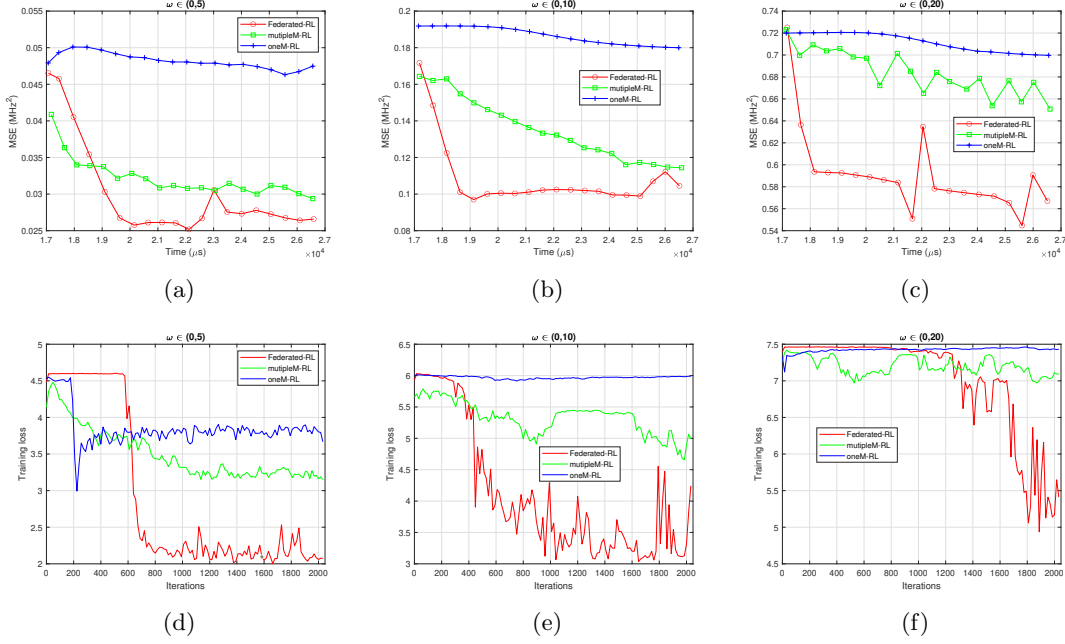 ω ∈ (0,5)
0.055
0.05
0.045
0.04
0.035
0.03
0.025
MSE (MHz²)
Federated-RL
mutipleM-RL
oneM-RL
1.7 1.8 1.9 2 2.1 2.2 2.3 2.4 2.5 2.6 2.7
Time (μs)
×10⁴
(a)
ω ∈ (0,10)
0.2
0.18
0.16
0.14
0.12
0.1
0.08
MSE (MHz²)
Federated-RL
mutipleM-RL
oneM-RL
1.7 1.8 1.9 2 2.1 2.2 2.3 2.4 2.5 2.6 2.7
Time (μs)
×10⁴
(b)
ω ∈ (0,20)
0.74
0.72
0.7
0.68
0.66
0.64
0.62
0.6
0.58
0.56
0.54
MSE (MHz²)
Federated-RL
mutipleM-RL
oneM-RL
1.7 1.8 1.9 2 2.1 2.2 2.3 2.4 2.5 2.6 2.7
Time (μs)
×10⁴
(c)
ω ∈ (0,5)
5
4.5
4
3.5
3
2.5
2
Training loss
Federated-RL
mutipleM-RL
oneM-RL
0 200 400 600 800 1000 1200 1400 1600 1800 2000
Iterations
(d)
ω ∈ (0,10)
6.5
6
5.5
5
4.5
4
3.5
3
Training loss
Federated-RL
mutipleM-RL
oneM-RL
0 200 400 600 800 1000 1200 1400 1600 1800 2000
Iterations
(e)
ω ∈ (0,20)
7.5
7
6.5
6
5.5
5
4.5
Training loss
Federated-RL
mutipleM-RL
oneM-RL
0 200 400 600 800 1000 1200 1400 1600 1800 2000
Iterations
(f)